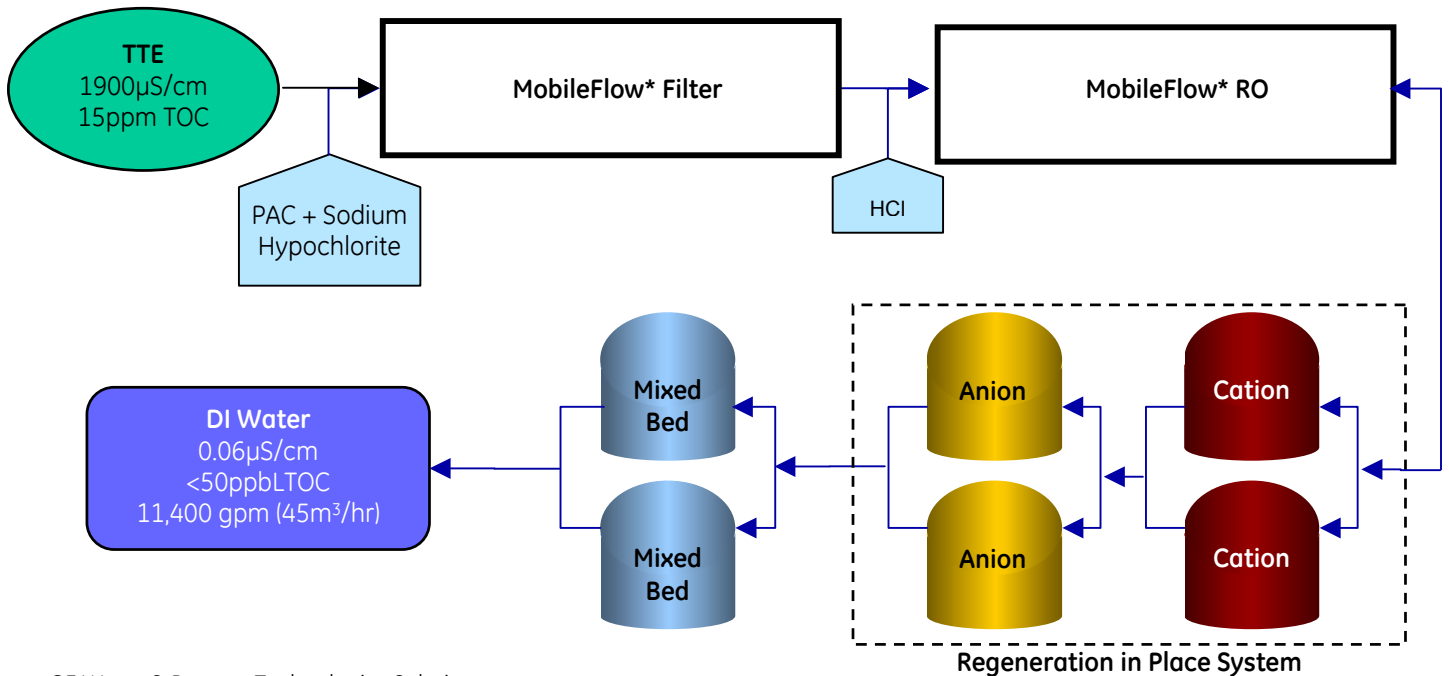 TTE
1900µS/cm
15ppm TOC
MobileFlow* Filter
MobileFlow* RO
PAC + Sodium
Hypochlorite
HCl
Mixed
Bed
Anion
Cation
DI Water
0.06µS/cm
<50ppbLTOC
11,400 gpm (45m³/hr)
Mixed
Bed
Anion
Cation
Regeneration in Place System